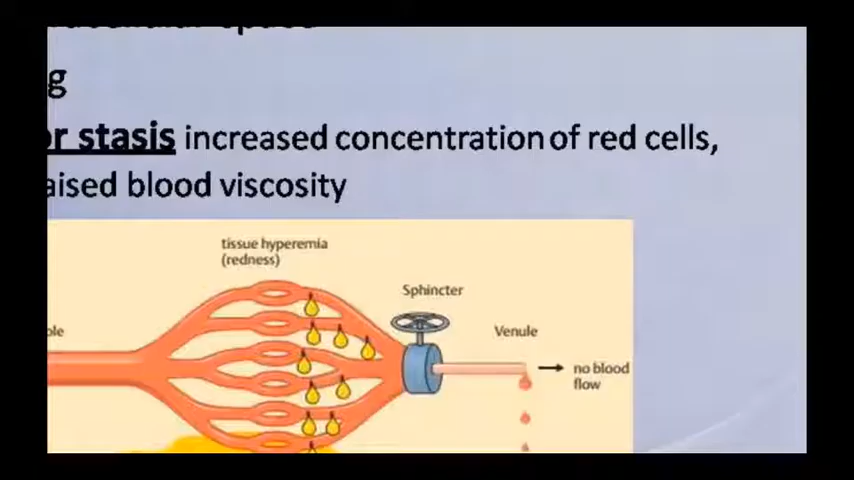 g
or stasis increased concentration of red cells,
aised blood viscosity
tissue hyperemia
(redness)
Sphincter
ole
Venule
no blood
flow